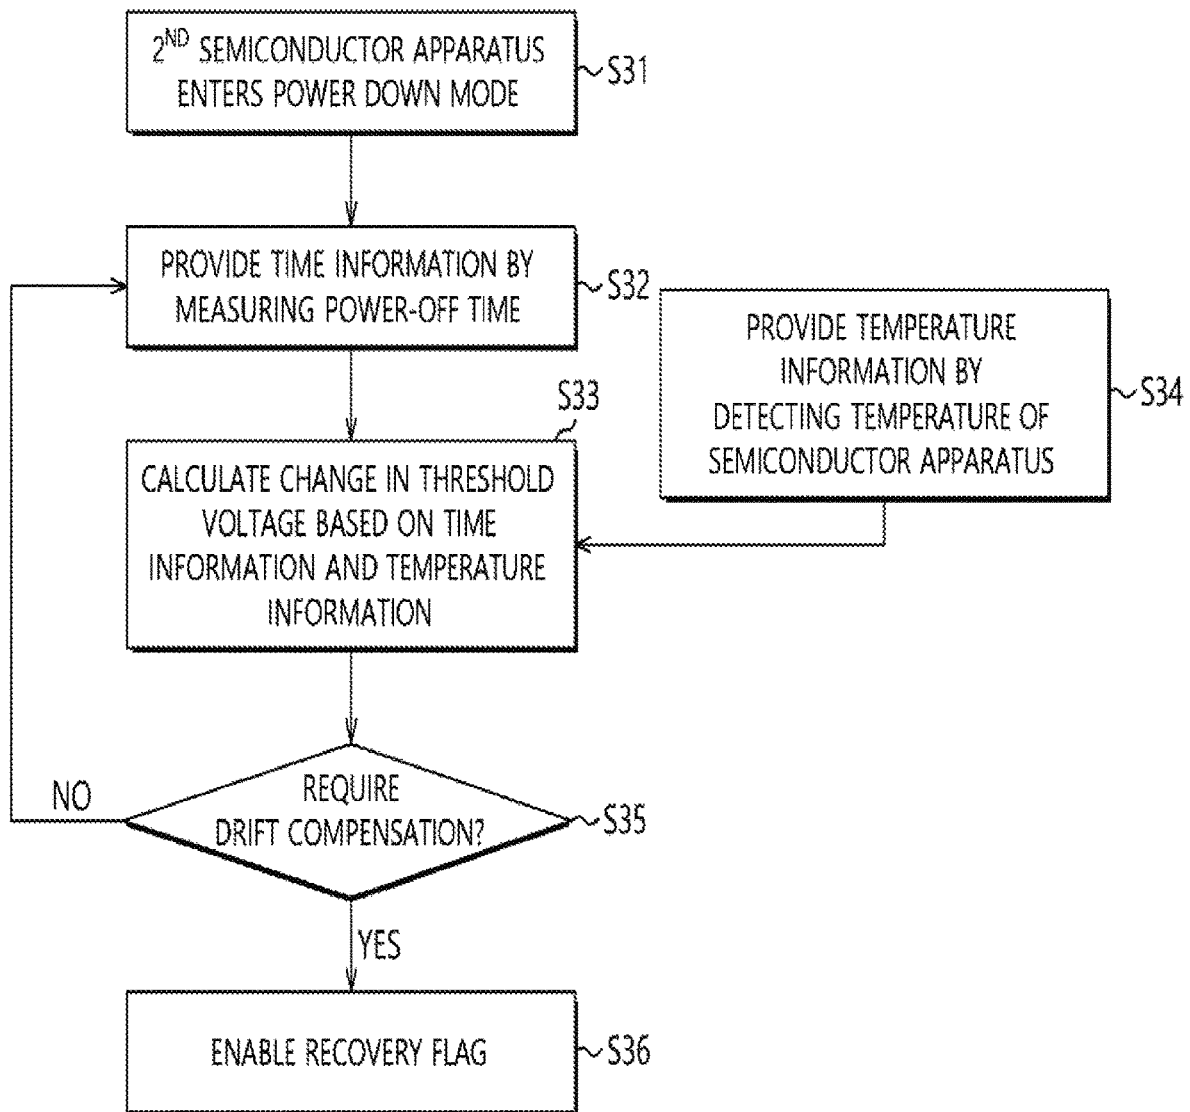 2ND SEMICONDUCTOR APPARATUS
ENTERS POWER DOWN MODE
S31
PROVIDE TIME INFORMATION BY
MEASURING POWER-OFF TIME
S32
PROVIDE TEMPERATURE
INFORMATION BY
DETECTING TEMPERATURE OF
SEMICONDUCTOR APPARATUS
S34
S33
CALCULATE CHANGE IN THRESHOLD
VOLTAGE BASED ON TIME
INFORMATION AND TEMPERATURE
INFORMATION
NO
REQUIRE
DRIFT COMPENSATION?
S35
YES
ENABLE RECOVERY FLAG
S36